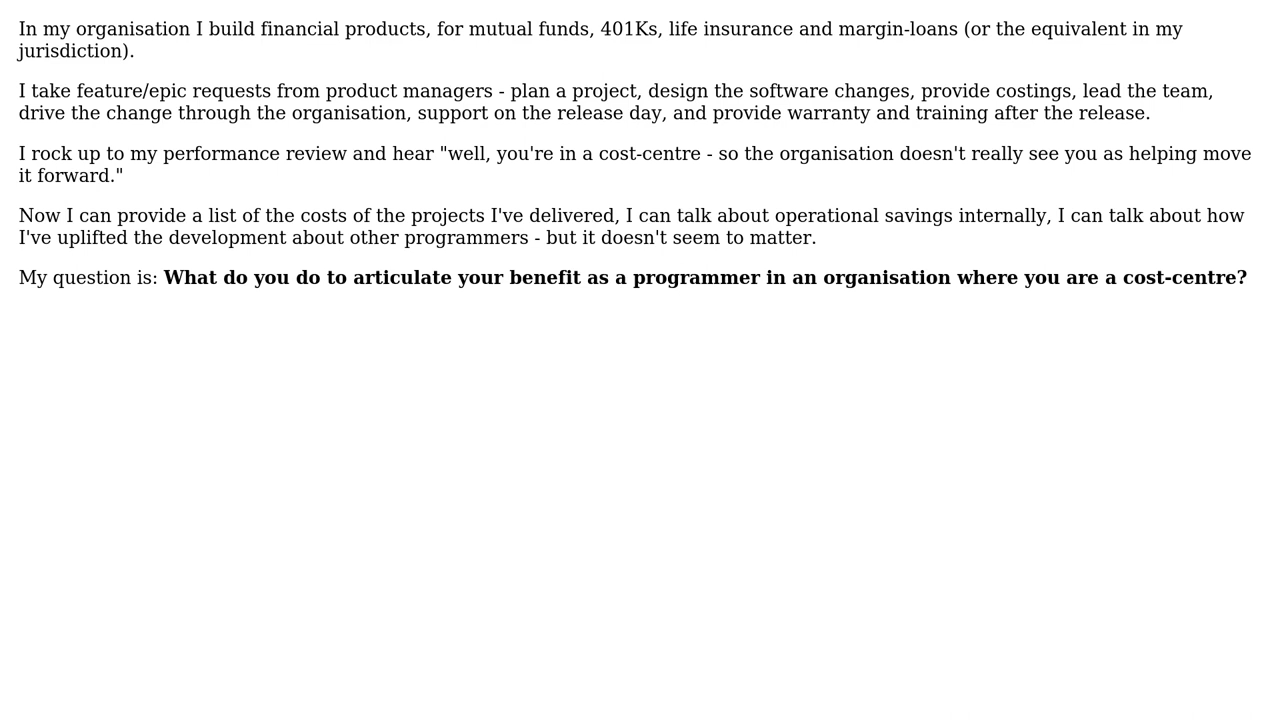 In my organisation I build financial products, for mutual funds, 401Ks, life insurance and margin-loans (or the equivalent in my
jurisdiction).
I take feature/epic requests from product managers - plan a project, design the software changes, provide costings, lead the team,
drive the change through the organisation, support on the release day, and provide warranty and training after the release.
I rock up to my performance review and hear "well, you're in a cost-centre - so the organisation doesn't really see you as helping move
it forward."
Now I can provide a list of the costs of the projects I've delivered, I can talk about operational savings internally, I can talk about how
I've uplifted the development about other programmers - but it doesn't seem to matter.
My question is: What do you do to articulate your benefit as a programmer in an organisation where you are a cost-centre?